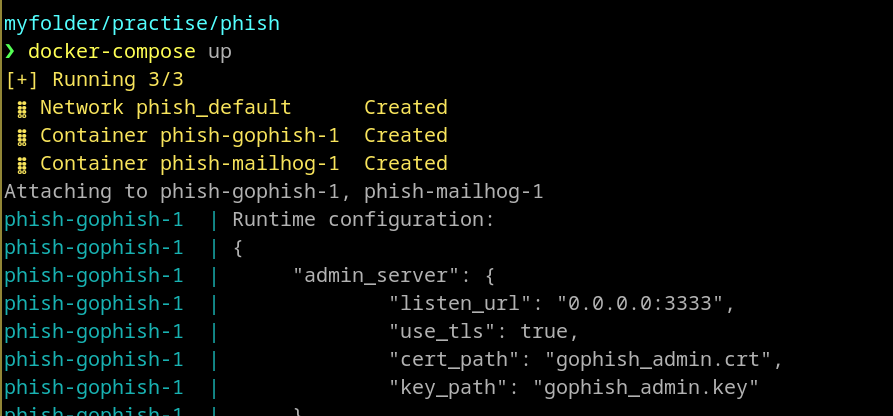 myfolder/practise/phish
❯ docker-compose up
[+] Running 3/3
⣿ Network phish_default      Created
⣿ Container phish-gophish-1  Created
⣿ Container phish-mailhog-1  Created
Attaching to phish-gophish-1, phish-mailhog-1
phish-gophish-1  | Runtime configuration:
phish-gophish-1  | {
phish-gophish-1  |      "admin_server": {
phish-gophish-1  |              "listen_url": "0.0.0.0:3333",
phish-gophish-1  |              "use_tls": true,
phish-gophish-1  |              "cert_path": "gophish_admin.crt",
phish-gophish-1  |              "key_path": "gophish_admin.key"
phish-gophish-1  |      }